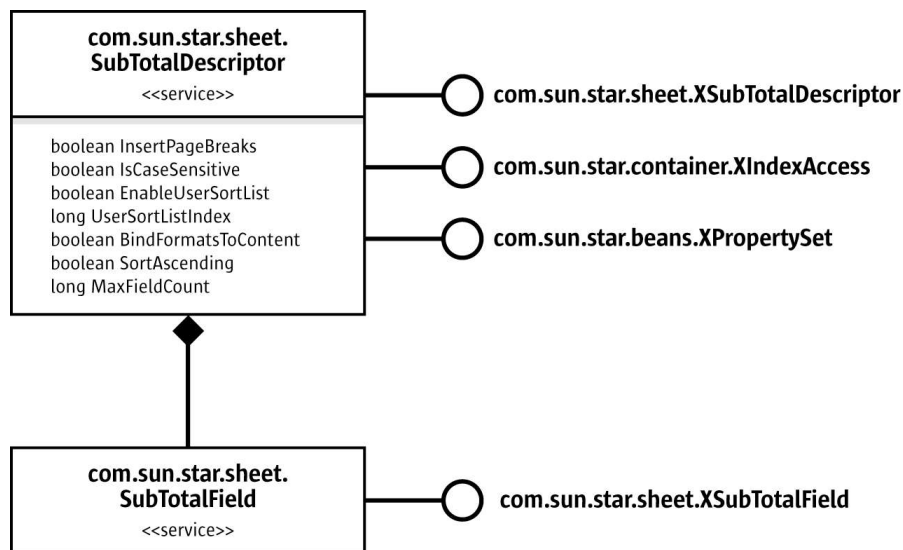 com.sun.star.sheet.
SubTotalDescriptor
<<service>>
com.sun.star.sheet.XSubTotalDescriptor
boolean InsertPageBreaks
boolean IsCaseSensitive
boolean EnableUserSortList
long UserSortListIndex
boolean BindFormatsToContent
boolean SortAscending
long MaxFieldCount
com.sun.star.container.XIndexAccess
com.sun.star.beans.XPropertySet
com.sun.star.sheet.
SubTotalField
<<service>>
com.sun.star.sheet.XSubTotalField